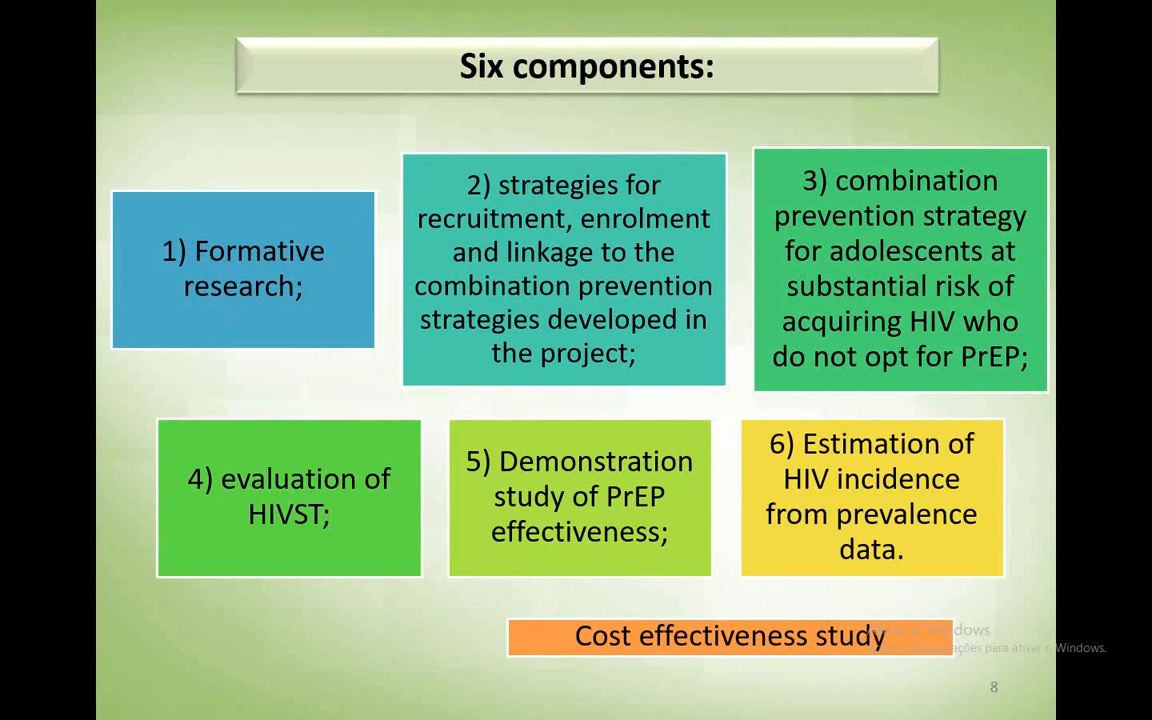 Six components:
1) Formative
research;
2) strategies for
recruitment, enrolment
and linkage to the
combination prevention
strategies developed in
the project;
3) combination
prevention strategy
for adolescents at
substantial risk of
acquiring HIV who
do not opt for PrEP;
4) evaluation of
HIVST;
5) Demonstration
study of PrEP
effectiveness;
6) Estimation of
HIV incidence
from prevalence
data.
Cost effectiveness study
para ativar o Windows.
8